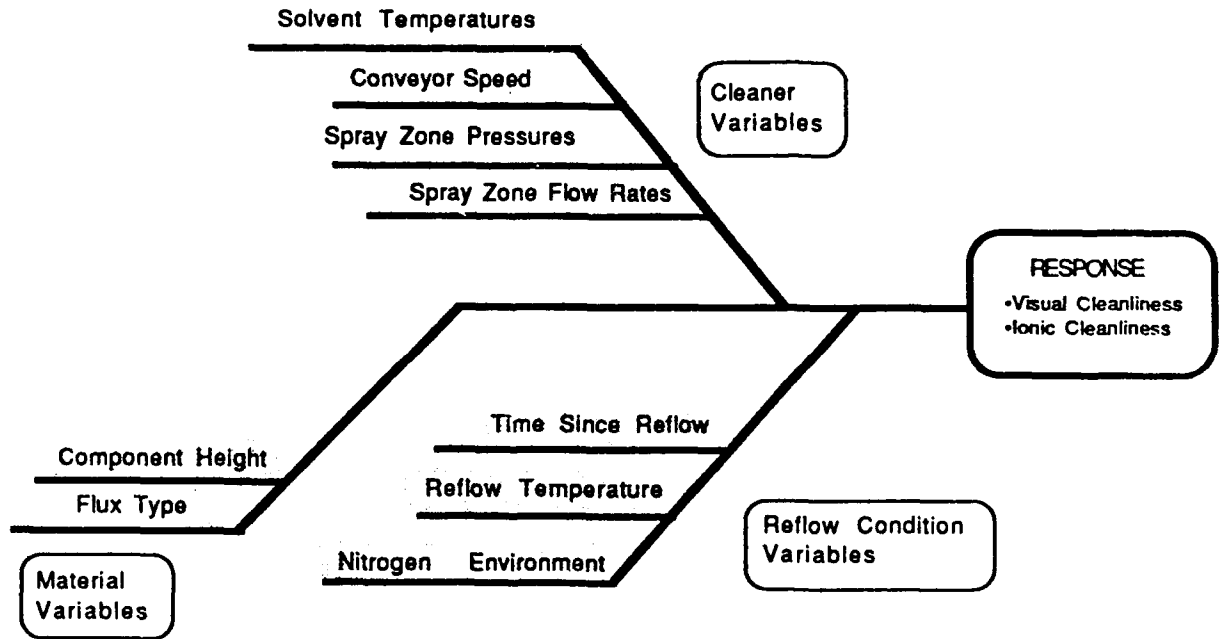 Solvent Temperatures
Conveyor Speed
Spray Zone Pressures
Spray Zone Flow Rates
Cleaner
Variables
RESPONSE
•Visual Cleanliness
•Ionic Cleanliness
Component Height
Flux Type
Material
Variables
Time Since Reflow
Reflow Temperature
Nitrogen Environment
Reflow Condition
Variables